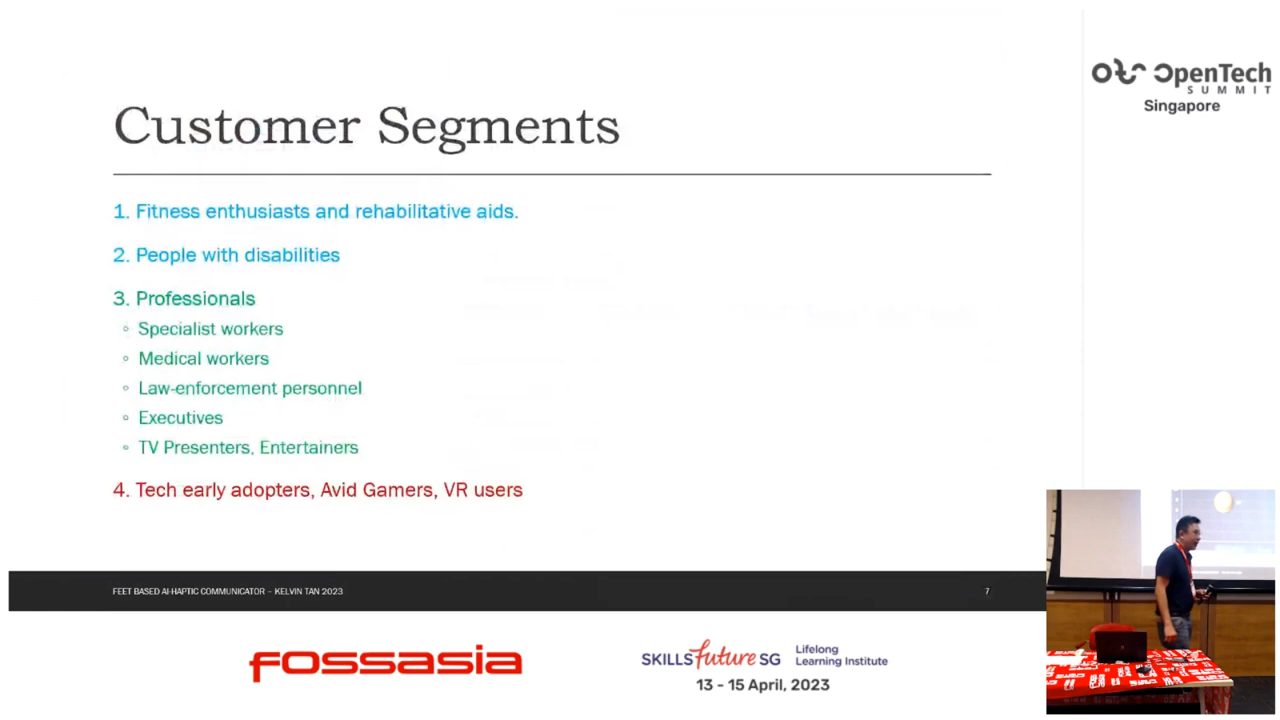 Customer Segments
1. Fitness enthusiasts and rehabilitative aids.
2. People with disabilities
3. Professionals
◦ Specialist workers
◦ Medical workers
◦ Law-enforcement personnel
◦ Executives
◦ TV Presenters, Entertainers
4. Tech early adopters, Avid Gamers, VR users
FEET BASED AI-HAPTIC COMMUNICATOR – KELVIN TAN 2023
7
OpenTech
SUMMIT
Singapore
fossasia
SKILLSfuture SG
Lifelong
Learning Institute
13 - 15 April, 2023